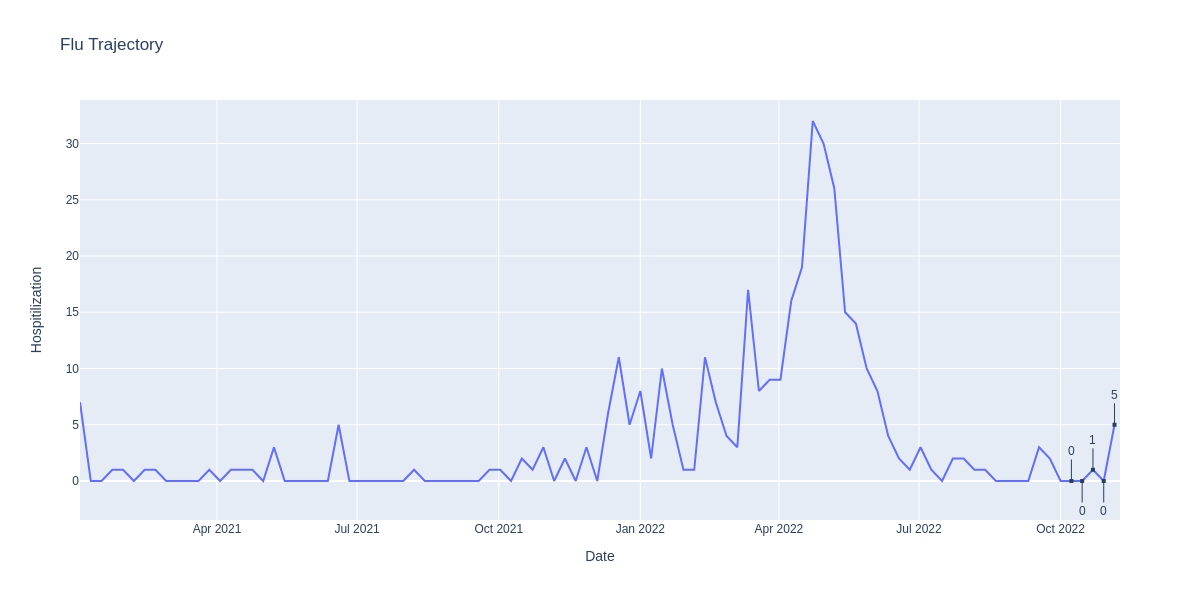 Flu Trajectory
Hospitilization
30
25
20
15
10
5
0
5
1
0
0
0
Apr 2021
Jul 2021
Oct 2021
Jan 2022
Apr 2022
Jul 2022
Oct 2022
Date